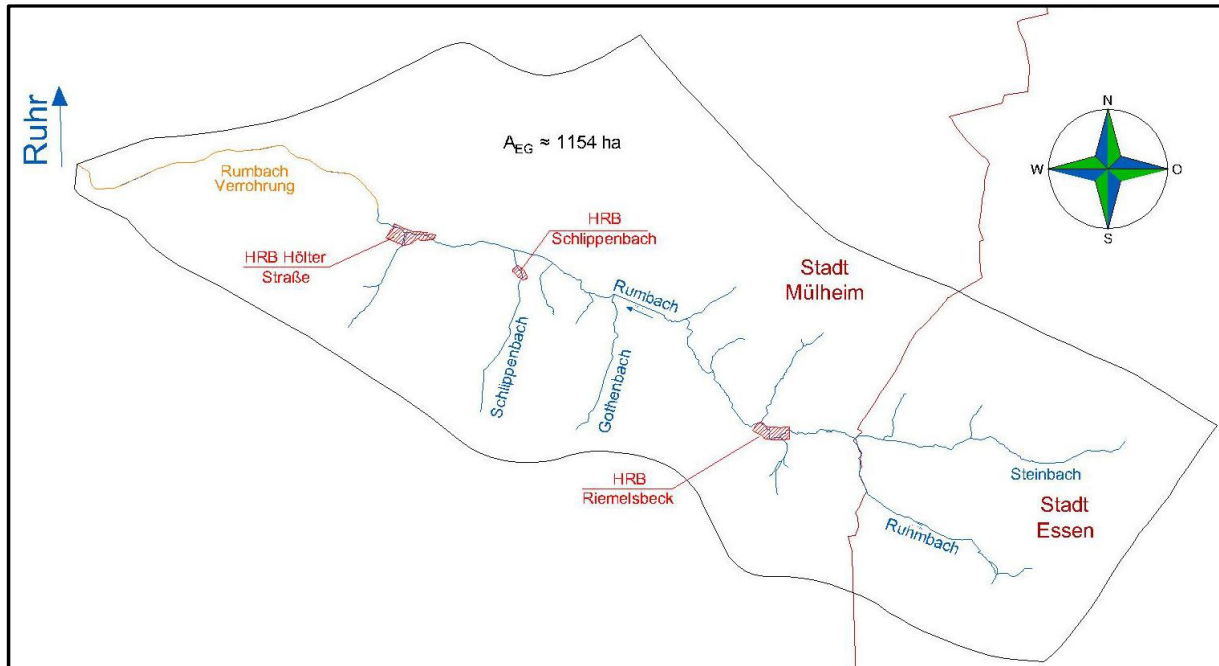 Ruhr
A_EG ≈ 1154 ha
Rumbach
Verrohrung
HRB Hölter
Straße
HRB
Schlippenbach
Stadt
Mülheim
Rumbach
Schlippenbach
Gothenbach
HRB
Riemelsbeck
Steinbach
Stadt
Essen
Ruhmbach
N
W
O
S